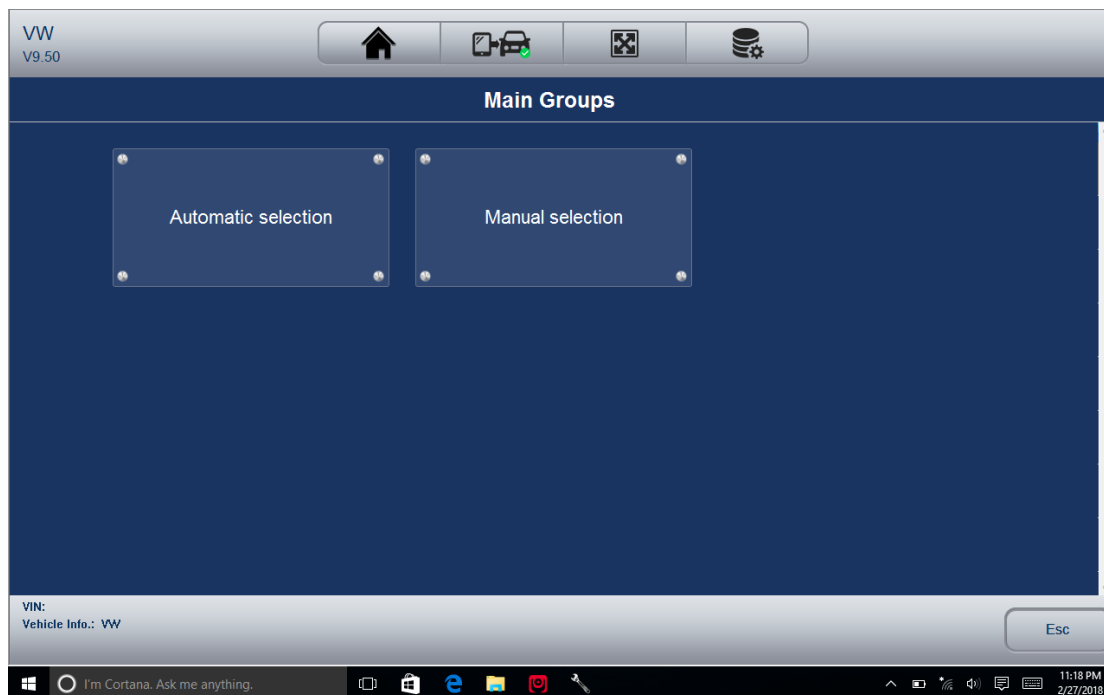 VW
V9.50
Main Groups
Automatic selection
Manual selection
VIN:
Vehicle Info.: VW
Esc
I'm Cortana. Ask me anything.
11:18 PM
2/27/2018